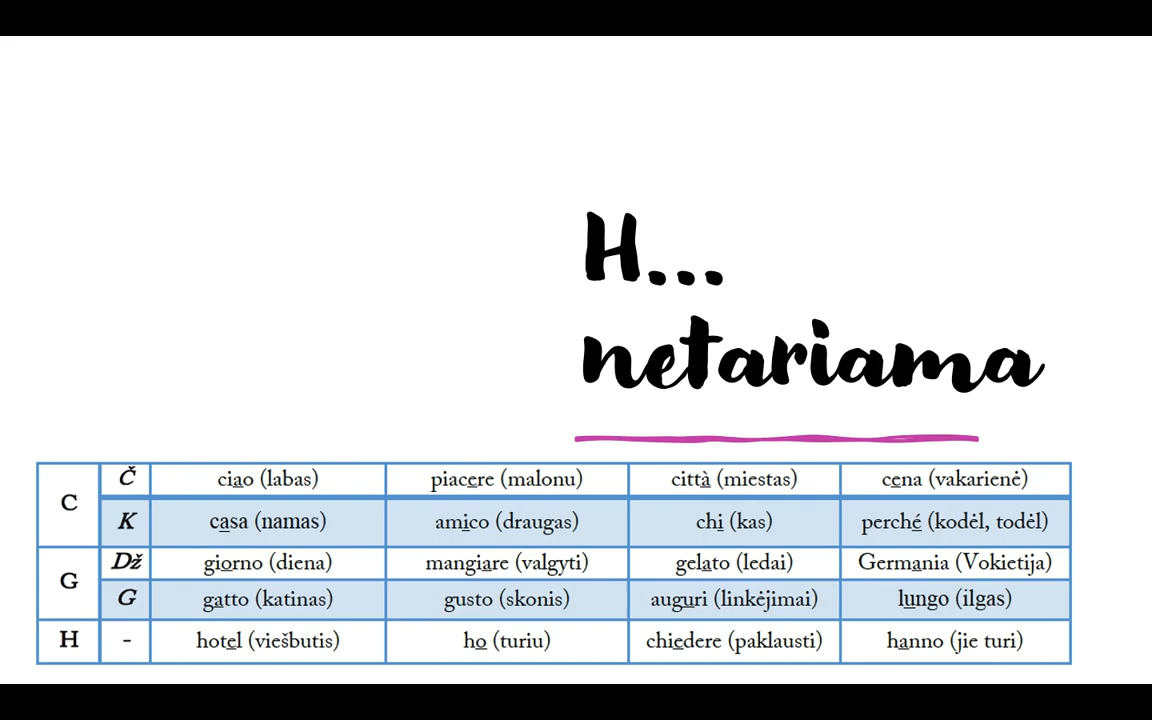 H...
netariama
C Č ciao (labas) piacere (malonu) città (miestas) cena (vakarienė)
K casa (namas) amico (draugas) chi (kas) perché (kodėl, todėl)
G Dž giorno (diena) mangiare (valgyti) gelato (ledai) Germania (Vokietija)
G gatto (katinas) gusto (skonis) auguri (linkėjimai) lungo (ilgas)
H - hotel (viešbutis) ho (turiu) chiedere (paklausti) hanno (jie turi)